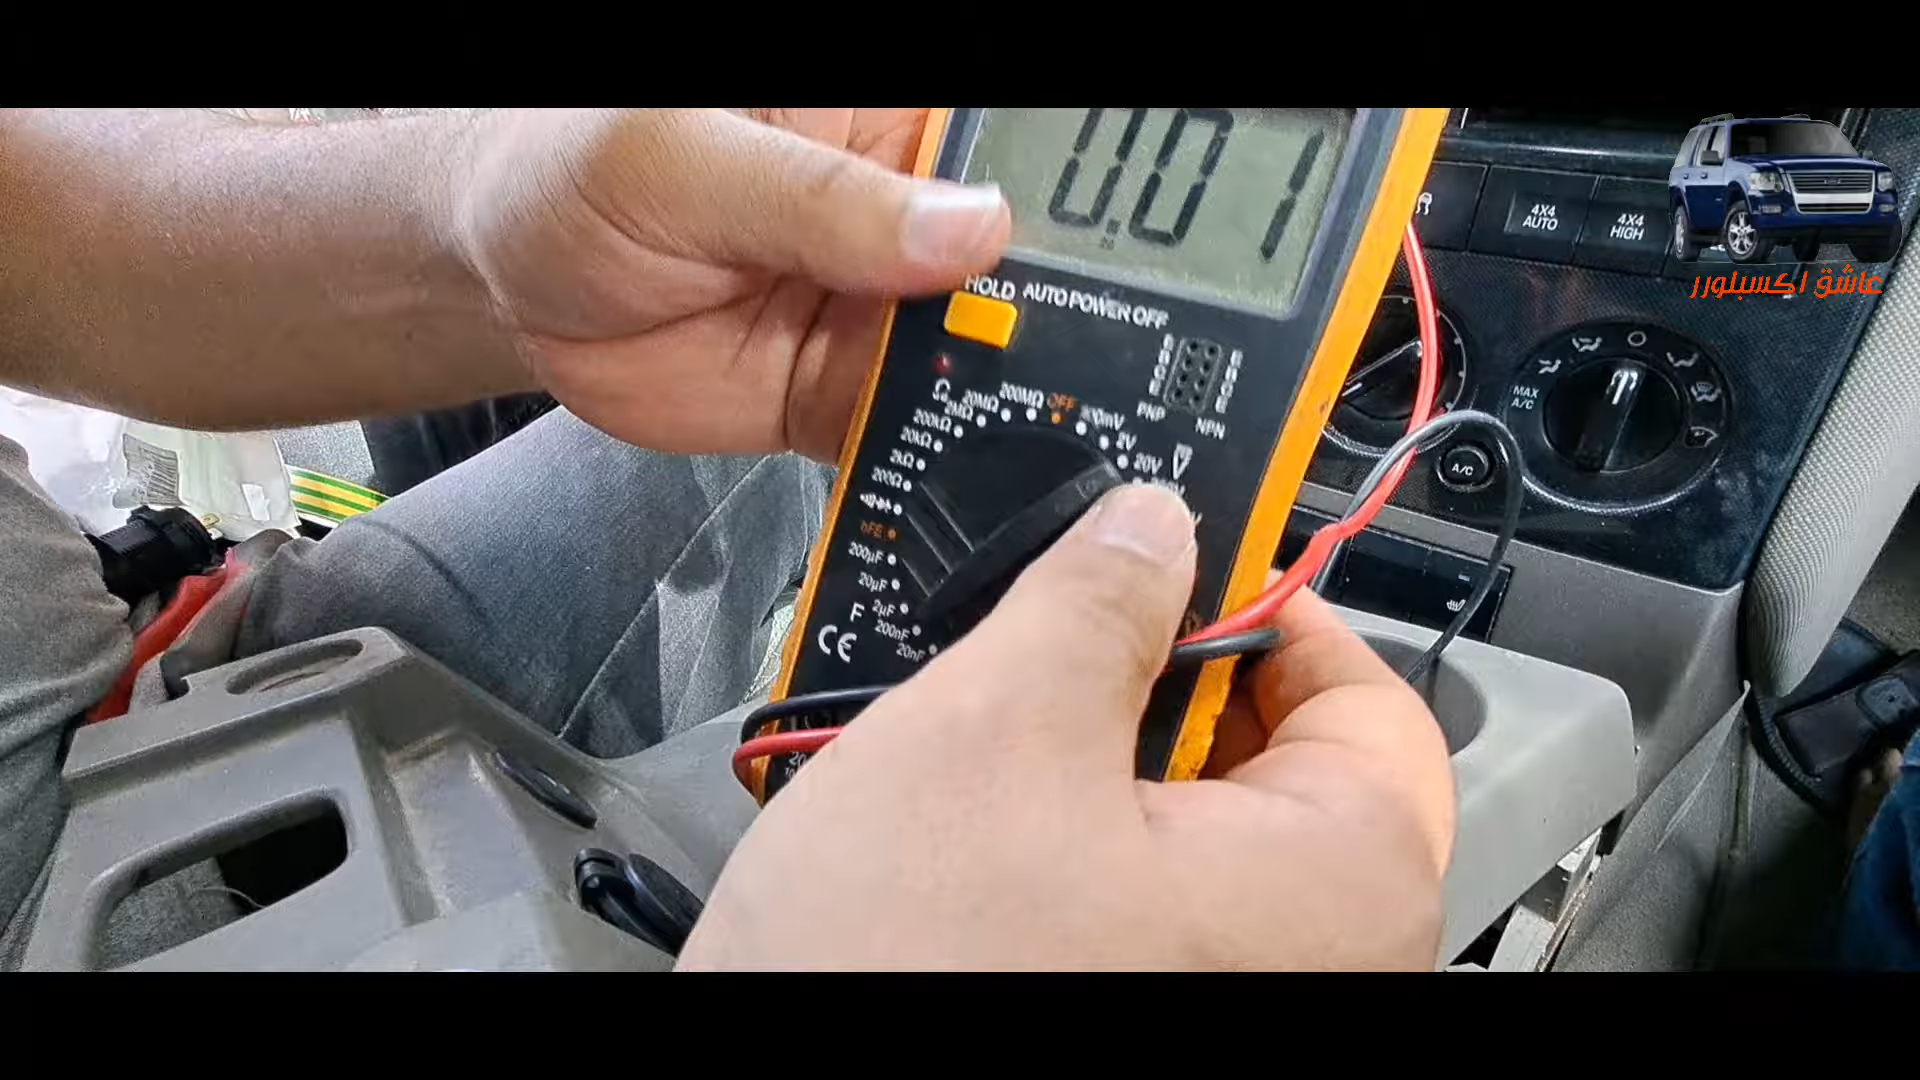 0.01
HOLD AUTO POWER OFF
PNP
NPN
Ω
200MΩ
OFF
200mV
20MΩ
2V
2MΩ
20V
200kΩ
20kΩ
2kΩ
200Ω
hFE
200µF
20µF
2µF
F
200nF
20nF
CE
4X4
AUTO
4X4
HIGH
MAX
A/C
A/C
عاشق اكسبلورر